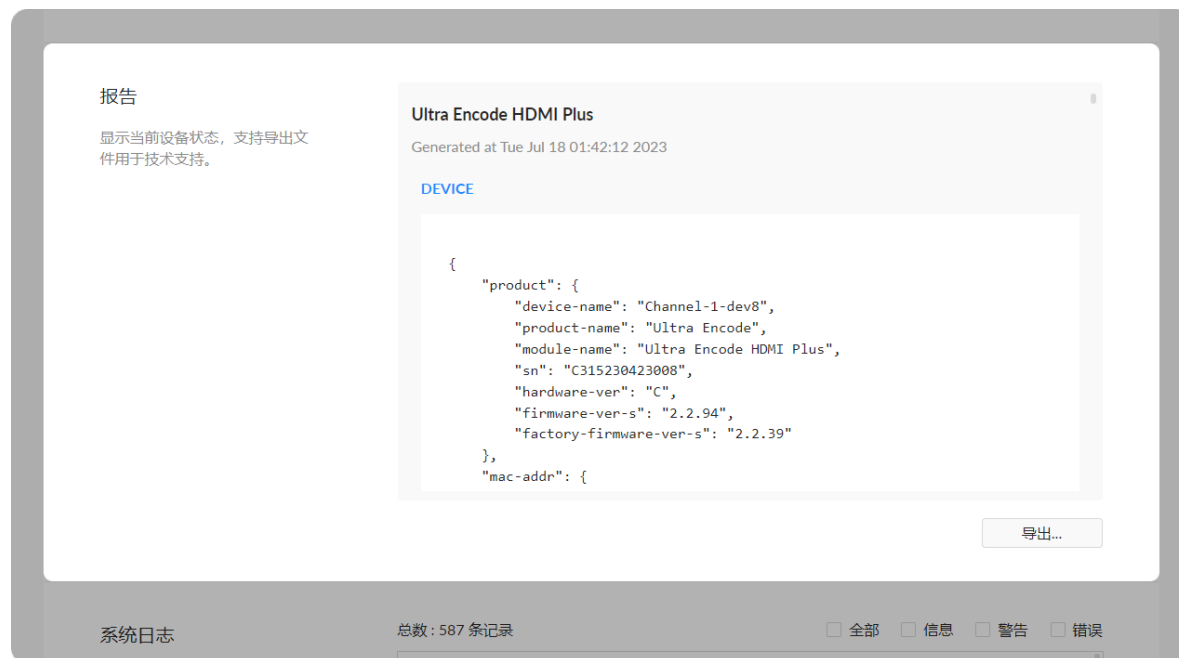 报告
显示当前设备状态，支持导出文
件用于技术支持。
Ultra Encode HDMI Plus
Generated at Tue Jul 18 01:42:12 2023
DEVICE
{
"product": {
"device-name": "Channel-1-dev8",
"product-name": "Ultra Encode",
"module-name": "Ultra Encode HDMI Plus",
"sn": "C315230423008",
"hardware-ver": "C",
"firmware-ver-s": "2.2.94",
"factory-firmware-ver-s": "2.2.39"
},
"mac-addr": {
导出...
系统日志
总数 : 587 条记录
全部 信息 警告 错误